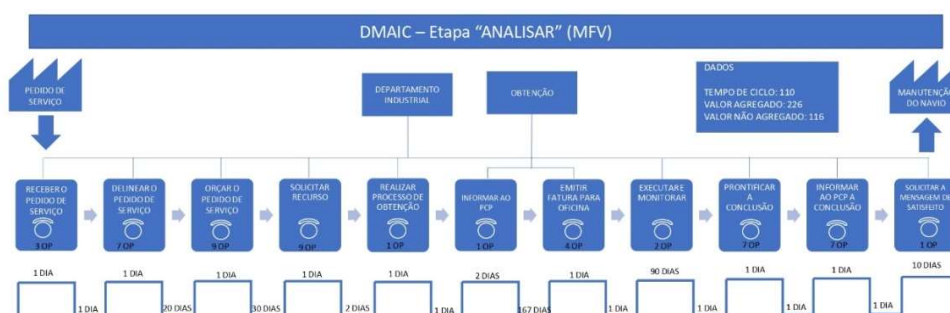 DMAIC – Etapa “ANALISAR” (MFV)
PEDIDO DE
SERVIÇO
DEPARTAMENTO
INDUSTRIAL
OBTENÇÃO
DADOS
TEMPO DE CICLO: 110
VALOR AGREGADO: 226
VALOR NÃO AGREGADO: 116
MANUTENÇÃO
DO NAVIO
RECEBER O
PEDIDO DE
SERVIÇO
3 OP
DELINEAR O
PEDIDO DE
SERVIÇO
7 OP
ORÇAR O
PEDIDO DE
SERVIÇO
9 OP
SOLICITAR
RECURSO
9 OP
REALIZAR
PROCESSO DE
OBTENÇÃO
1 OP
INFORMAR AO
PCP
1 OP
EMITIR
FATURA PARA
OFICINA
4 OP
EXECUTAR E
MONITORAR
2 OP
PRONTIFICAR
A
CONCLUSÃO
7 OP
INFORMAR
AO PCP A
CONCLUSÃO
7 OP
SOLICITAR A
MENSAGEM DE
SATISFEITO
1 OP
1 DIA
1 DIA
1 DIA
1 DIA
1 DIA
2 DIAS
1 DIA
90 DIAS
1 DIA
1 DIA
10 DIAS
1 DIA
20 DIAS
30 DIAS
2 DIAS
1 DIA
167 DIAS
1 DIA
1 DIA
1 DIA
1 DIA